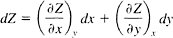 dZ = (∂Z/∂x)_y dx + (∂Z/∂y)_x dy